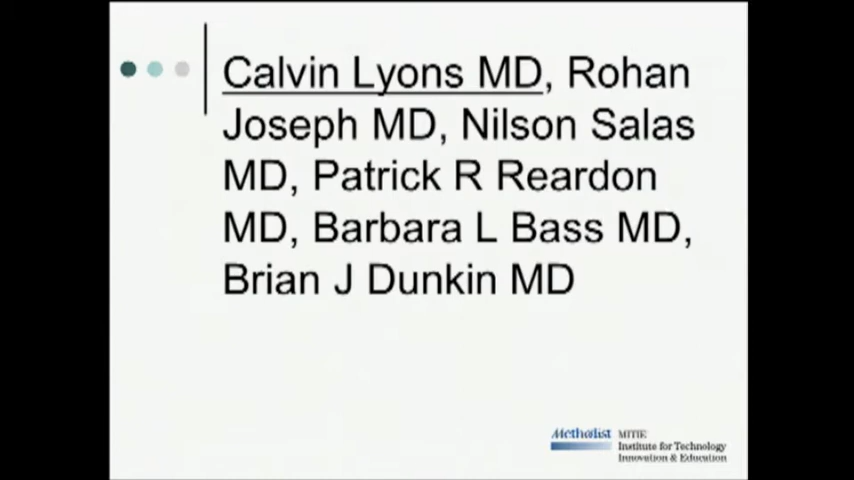 Calvin Lyons MD, Rohan
Joseph MD, Nilson Salas
MD, Patrick R Reardon
MD, Barbara L Bass MD,
Brian J Dunkin MD
Methodist MITIE
Institute for Technology
Innovation & Education